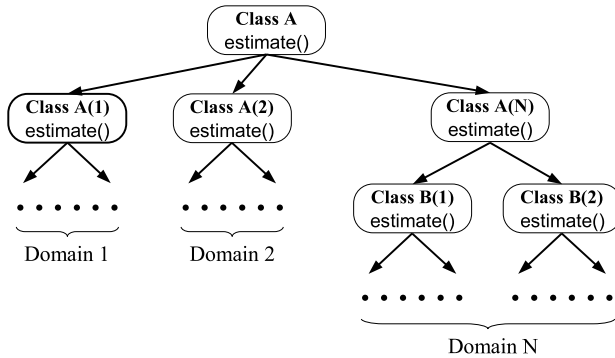 Class A
estimate()
Class A(1)
estimate()
Class A(2)
estimate()
Class A(N)
estimate()
Class B(1)
estimate()
Class B(2)
estimate()
Domain 1
Domain 2
Domain N